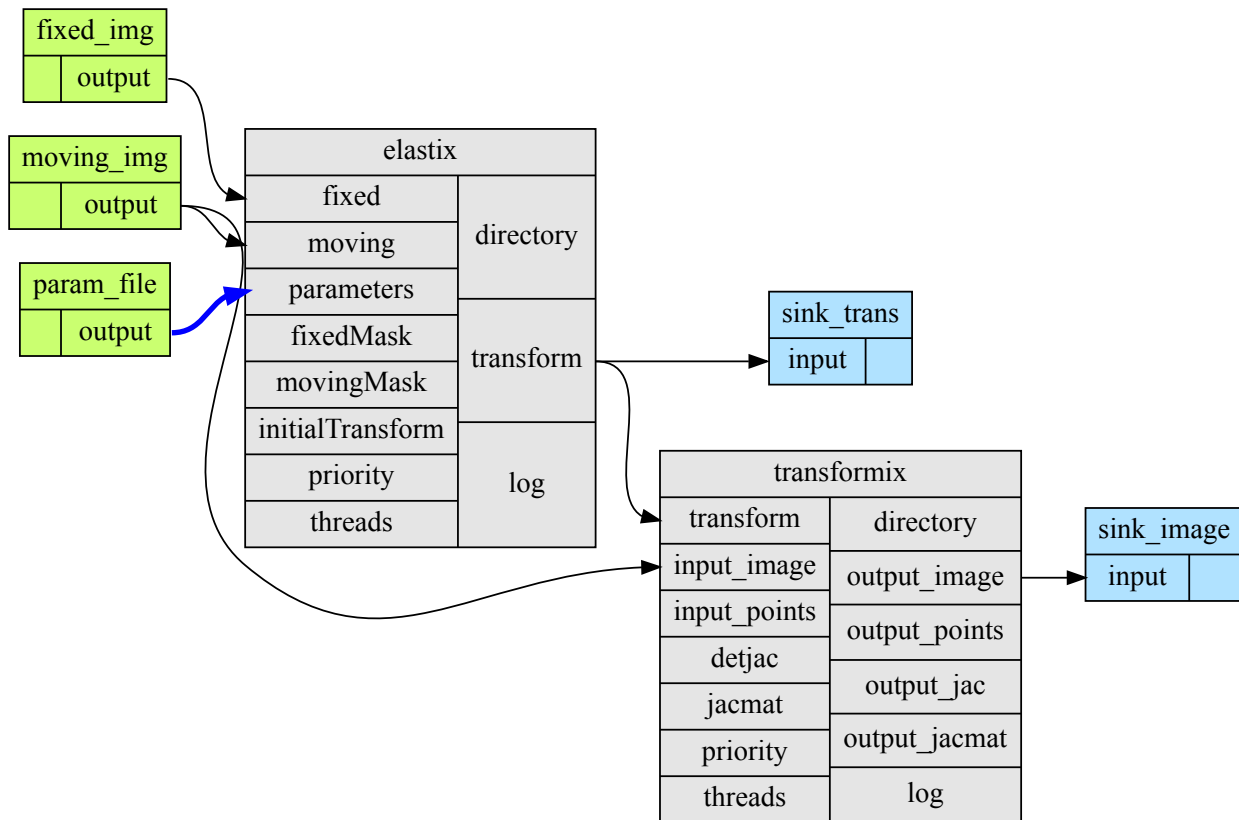 fixed_img
output
moving_img
output
param_file
output
elastix
fixed
moving
parameters
fixedMask
movingMask
initialTransform
priority
threads
directory
transform
log
sink_trans
input
transformix
transform
input_image
input_points
detjac
jacmat
priority
threads
directory
output_image
output_points
output_jac
output_jacmat
log
sink_image
input